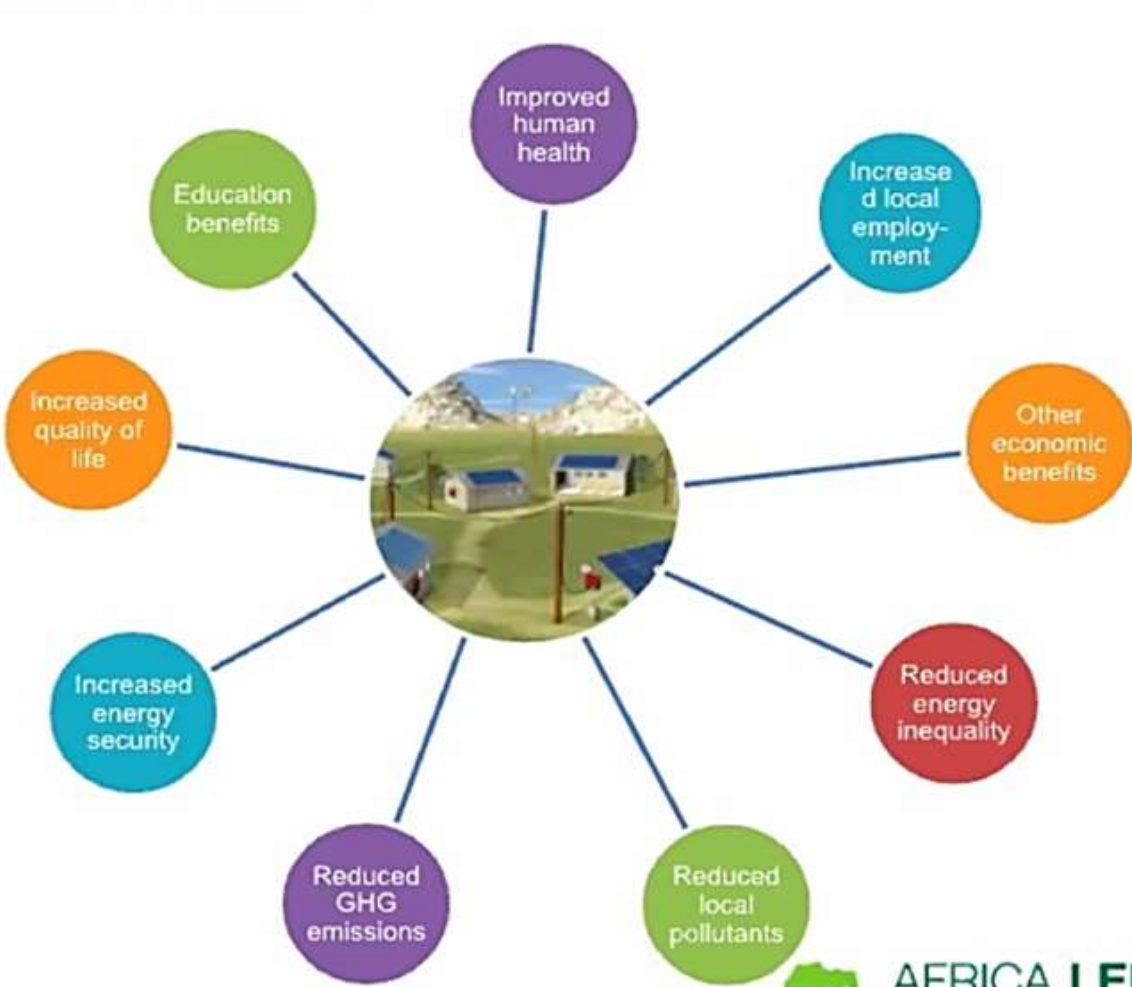 Improved
human
health
Increase
d local
employ-
ment
Other
economic
benefits
Reduced
energy
inequality
Reduced
local
pollutants
Reduced
GHG
emissions
Increased
energy
security
Increased
quality of
life
Education
benefits
AFRICA